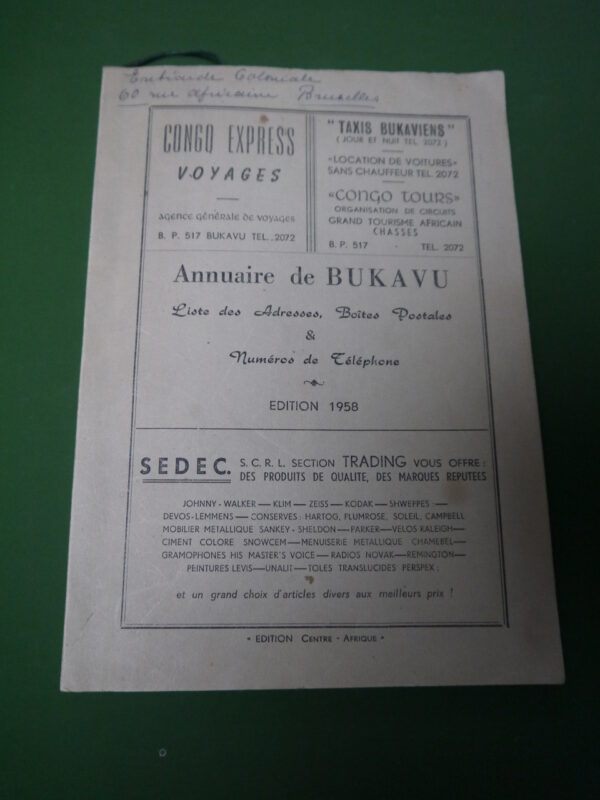 Coloniale
60 rue Africaine Bruxelles
CONGO EXPRESS
VOYAGES
AGENCE GÉNÉRALE DE VOYAGES
B. P. 517 BUKAVU TEL. 2072
" TAXIS BUKAVIENS "
( JOUR ET NUIT TEL. 2072 )
«LOCATION DE VOITURES»
SANS CHAUFFEUR TEL. 2072
«CONGO TOURS»
ORGANISATION DE CIRCUITS
GRAND TOURISME AFRICAIN
CHASSES
B. P. 517 - TEL. 2072
Annuaire de BUKAVU
Liste des Adresses, Boîtes Postales
&
Numéros de Téléphone
EDITION 1958
SEDEC. S. C. R. L. SECTION TRADING VOUS OFFRE :
DES PRODUITS DE QUALITE, DES MARQUES REPUTEES
JOHNNY - WALKER — KLIM — ZEISS — KODAK — SHWEPPES —
DEVOS-LEMMENS — CONSERVES : HARTOG, PLUMROSE, SOLEIL, CAMPBELL
MOBILIER METALLIQUE SANKEY - SHELDON — PARKER — VELOS RALEIGH —
CIMENT COLORE SNOWCEM — MENUISERIE METALLIQUE CHAMEBEL —
GRAMOPHONES HIS MASTER'S VOICE — RADIOS NOVAK — REMINGTON —
PEINTURES LEVIS — UNALIT — TOLES TRANSLUCIDES PERSPEX ;
et un grand choix d'articles divers aux meilleurs prix !
• EDITION CENTRE - AFRIQUE •